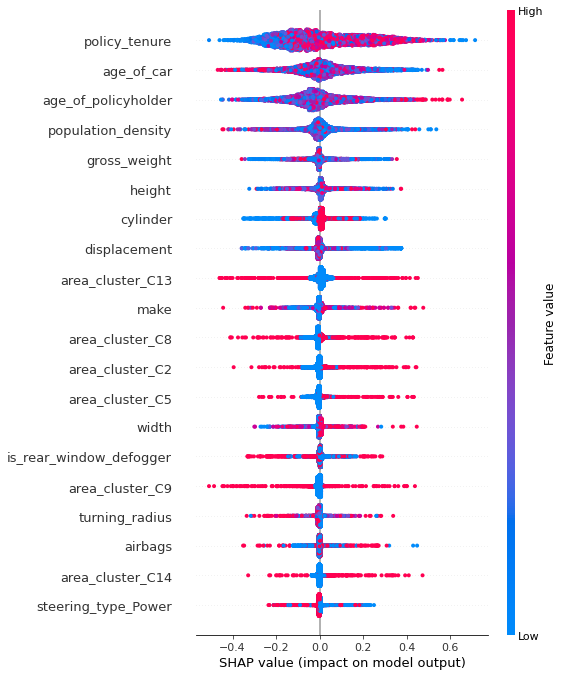 High
policy_tenure
age_of_car
age_of_policyholder
population_density
gross_weight
height
cylinder
displacement
area_cluster_C13
make
area_cluster_C8
area_cluster_C2
area_cluster_C5
width
is_rear_window_defogger
area_cluster_C9
turning_radius
airbags
area_cluster_C14
steering_type_Power
Feature value
Low
−0.4 −0.2 0.0 0.2 0.4 0.6
SHAP value (impact on model output)